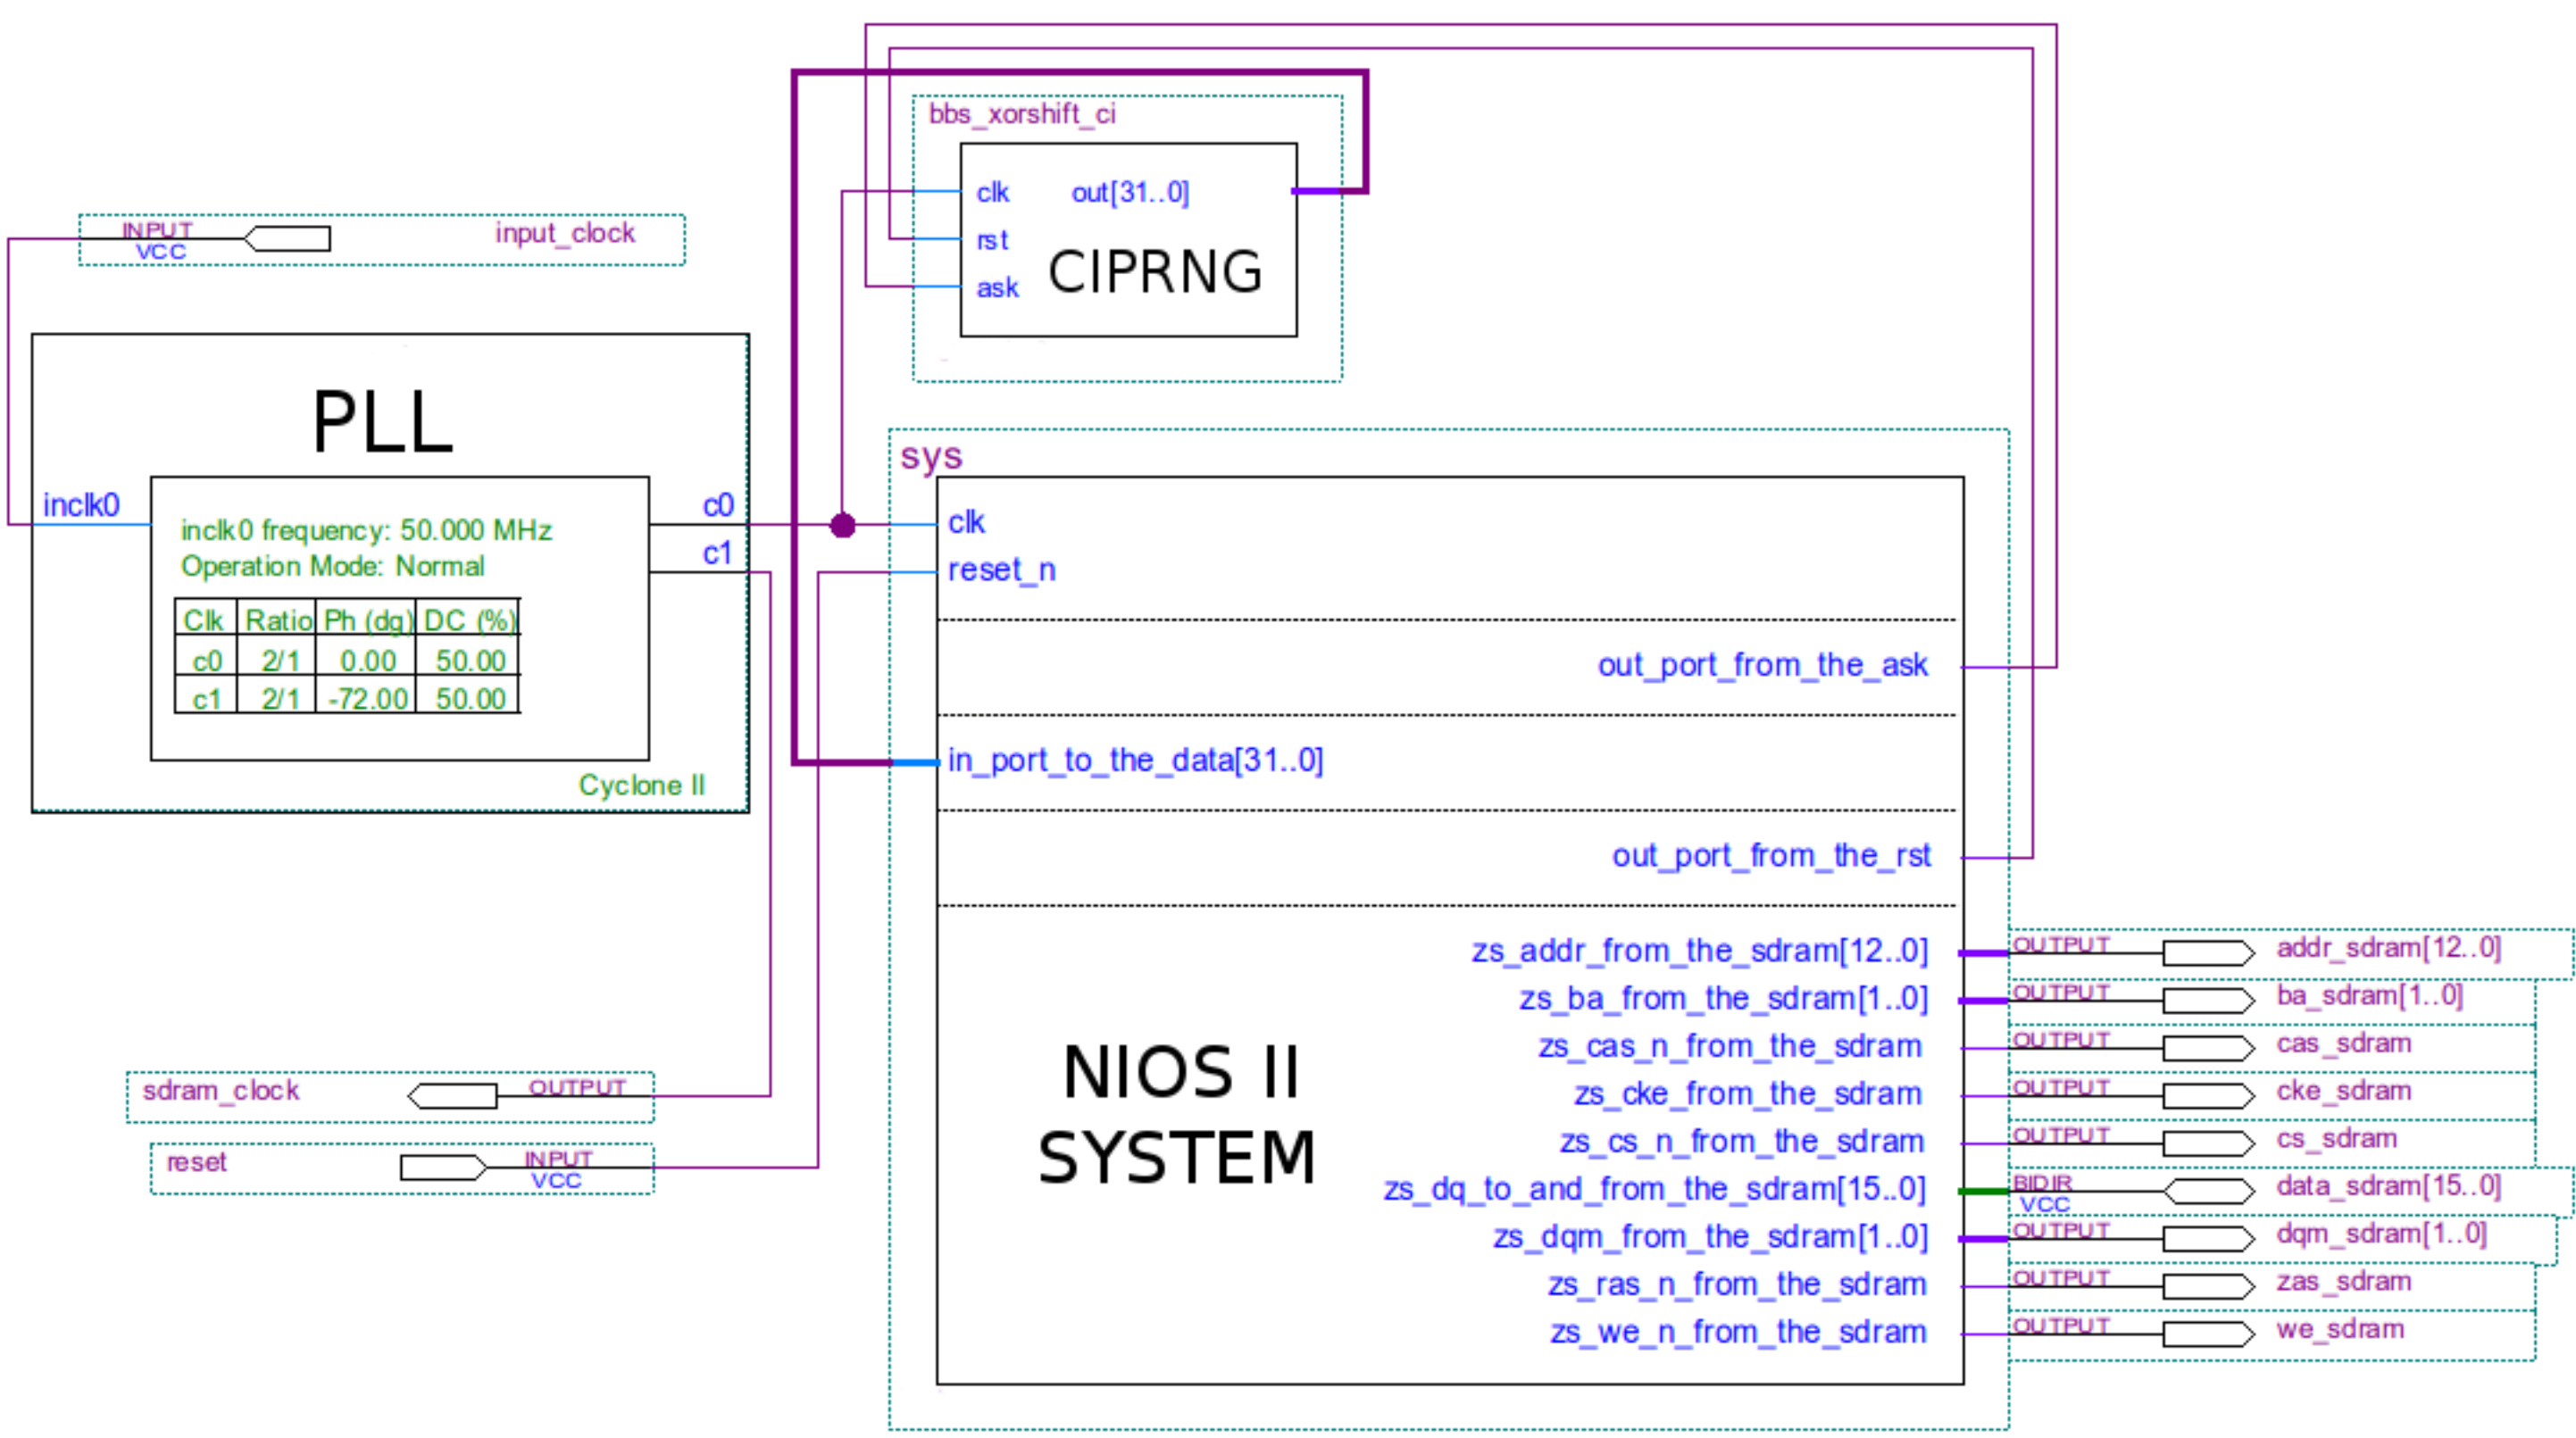 bbs_xorshift_ci
clk out[31..0]
rst
ask
CIPRNG
INPUT
VCC
input_clock
PLL
inclk0
c0
c1
inclk0 frequency: 50.000 MHz
Operation Mode: Normal
Clk Ratio Ph (dg) DC (%)
c0 2/1 0.00 50.00
c1 2/1 -72.00 50.00
Cyclone II
sys
clk
reset_n
out_port_from_the_ask
in_port_to_the_data[31..0]
out_port_from_the_rst
sdram_clock OUTPUT
reset INPUT
VCC
NIOS II
SYSTEM
zs_addr_from_the_sdram[12..0] OUTPUT addr_sdram[12..0]
zs_ba_from_the_sdram[1..0] OUTPUT ba_sdram[1..0]
zs_cas_n_from_the_sdram OUTPUT cas_sdram
zs_cke_from_the_sdram OUTPUT cke_sdram
zs_cs_n_from_the_sdram OUTPUT cs_sdram
zs_dq_to_and_from_the_sdram[15..0] BIDIR data_sdram[15..0]
VCC
zs_dqm_from_the_sdram[1..0] OUTPUT dqm_sdram[1..0]
zs_ras_n_from_the_sdram OUTPUT zas_sdram
zs_we_n_from_the_sdram OUTPUT we_sdram